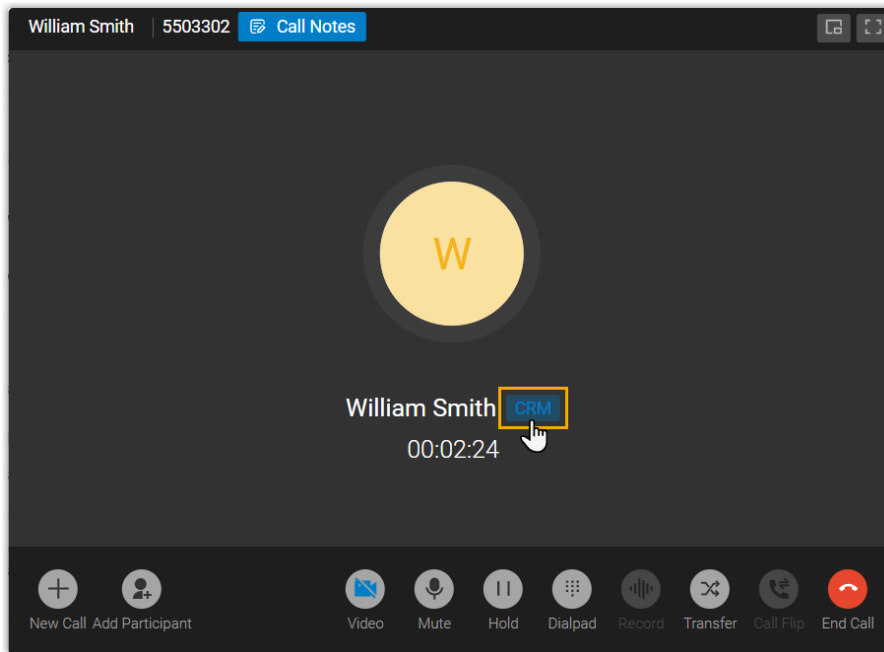 William Smith 5503302 Call Notes
W
William Smith CRM
00:02:24
New Call Add Participant Video Mute Hold Dialpad Record Transfer Call Flip End Call